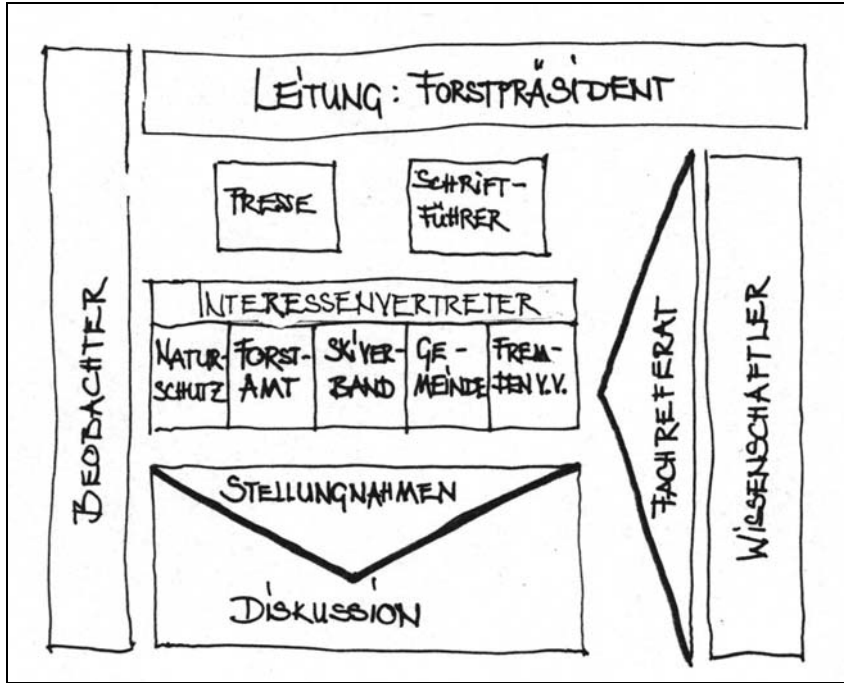 LEITUNG: FORSTPRÄSIDENT
PRESSE
SCHRIFT-
FÜHRER
INTERESSENVERTRETER
NATUR-
SCHUTZ
FORST-
AMT
SKIVER-
BAND
GE-
MEINDE
FREM-
DENV.V.
STELLUNGNAHMEN
DISKUSSION
BEOBACHTER
FACHREFERAT
WISSENSCHAFTLER